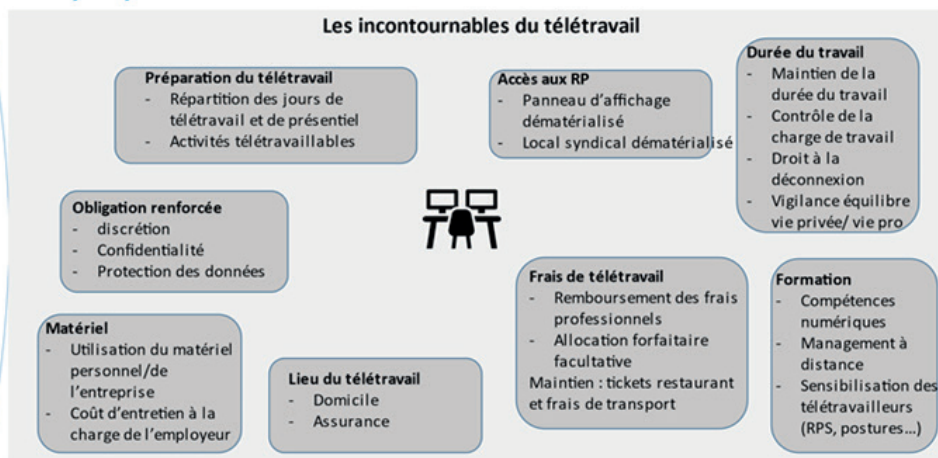 Les incontournables du télétravail
Préparation du télétravail
- Répartition des jours de
télétravail et de présentiel
- Activités télétravaillables
Accès aux RP
- Panneau d'affichage
dématérialisé
- Local syndical dématérialisé
Durée du travail
- Maintien de la
durée du travail
- Contrôle de la
charge de travail
- Droit à la
déconnexion
- Vigilance équilibre
vie privée/ vie pro
Obligation renforcée
- discrétion
- Confidentialité
- Protection des données
Frais de télétravail
- Remboursement des frais
professionnels
- Allocation forfaitaire
facultative
Maintien : tickets restaurant
et frais de transport
Formation
- Compétences
numériques
- Management à
distance
- Sensibilisation des
télétravailleurs
(RPS, postures...)
Matériel
- Utilisation du matériel
personnel/de
l'entreprise
- Coût d'entretien à la
charge de l'employeur
Lieu du télétravail
- Domicile
- Assurance